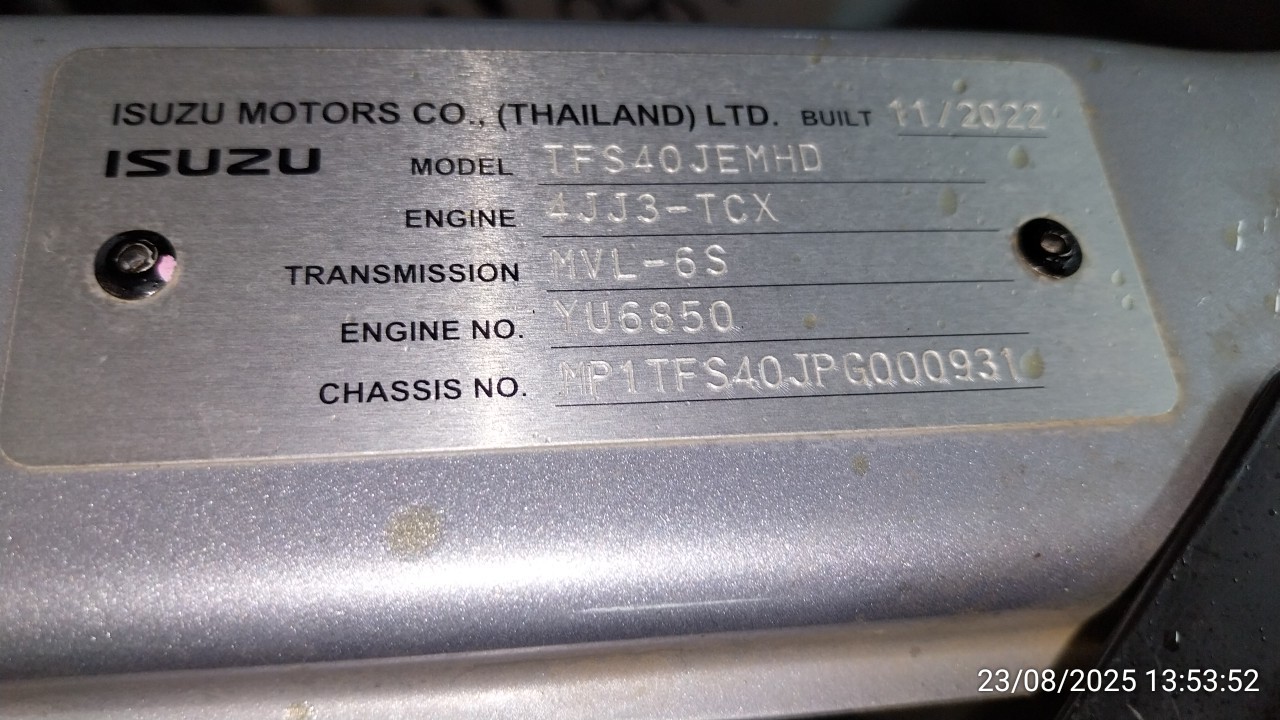 ISUZU MOTORS CO., (THAILAND) LTD. BUILT 11/2022
ISUZU MODEL TFS40JEMHD
ENGINE 4JJ3-TCX
TRANSMISSION MVL-6S
ENGINE NO. YU6850
CHASSIS NO. MP1TFS40JPG000931
23/08/2025 13:53:52